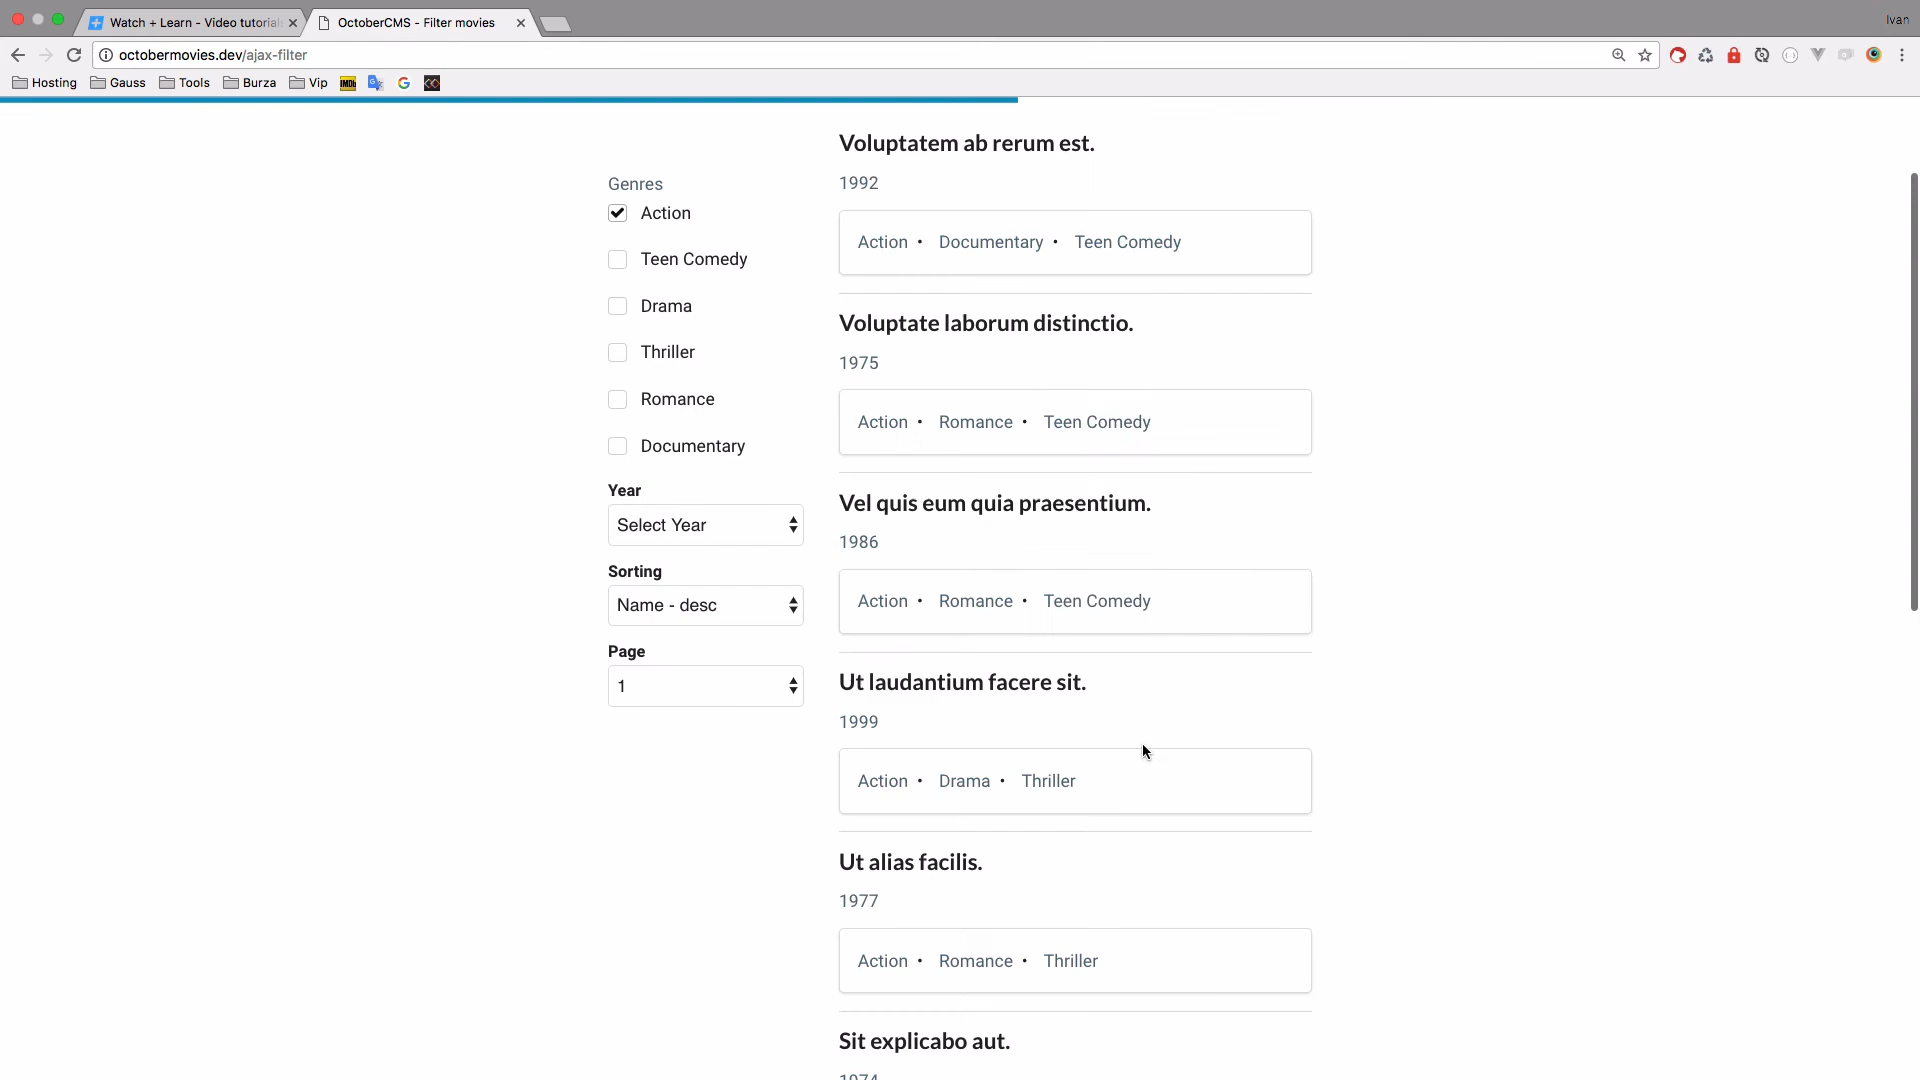 Ivan
Watch + Learn - Video tutorial
OctoberCMS - Filter movies
octobermovies.dev/ajax-filter
Hosting Gauss Tools Burza Vip IMDb G
Genres
Action
Teen Comedy
Drama
Thriller
Romance
Documentary
Year
Select Year
Sorting
Name - desc
Page
1
Voluptatem ab rerum est.
1992
Action • Documentary • Teen Comedy
Voluptate laborum distinctio.
1975
Action • Romance • Teen Comedy
Vel quis eum quia praesentium.
1986
Action • Romance • Teen Comedy
Ut laudantium facere sit.
1999
Action • Drama • Thriller
Ut alias facilis.
1977
Action • Romance • Thriller
Sit explicabo aut.
1974